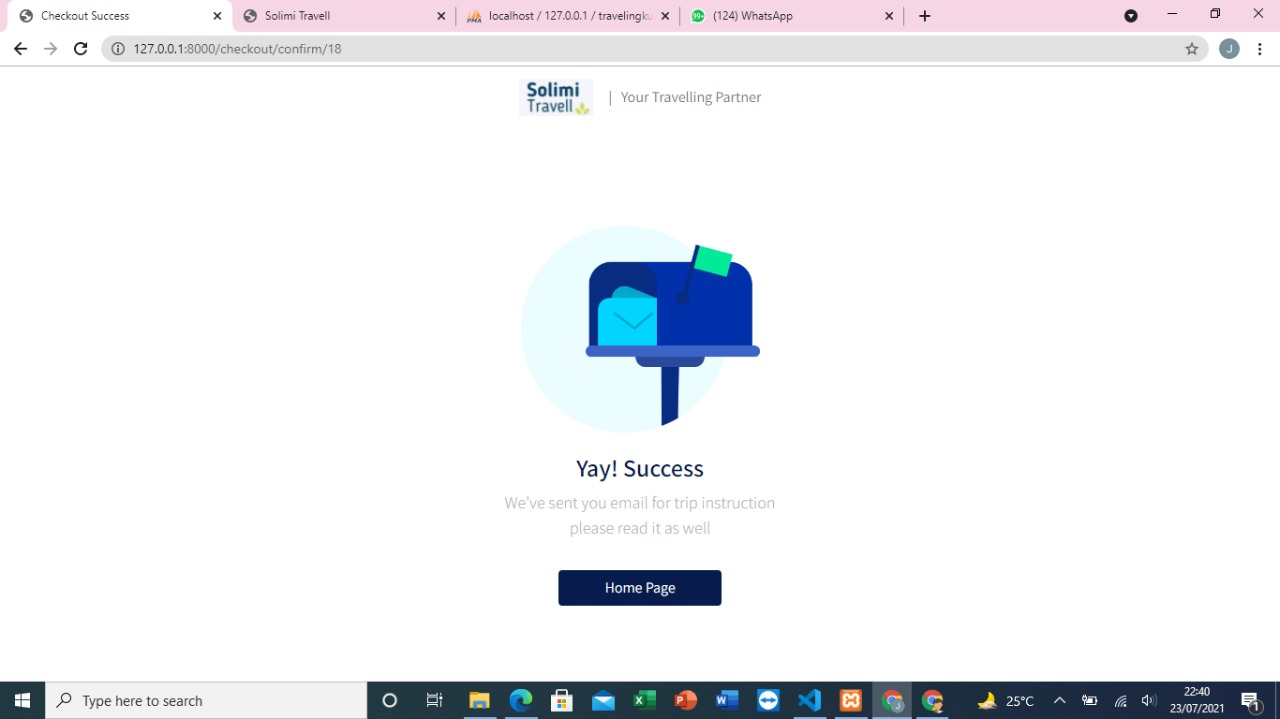 Checkout Success
Solimi Travell
localhost / 127.0.0.1 / travelingku
(124) WhatsApp
99+
127.0.0.1:8000/checkout/confirm/18
J
Solimi
Travell
| Your Travelling Partner
Yay! Success
We've sent you email for trip instruction
please read it as well
Home Page
Type here to search
25°C
22:40
23/07/2021
1